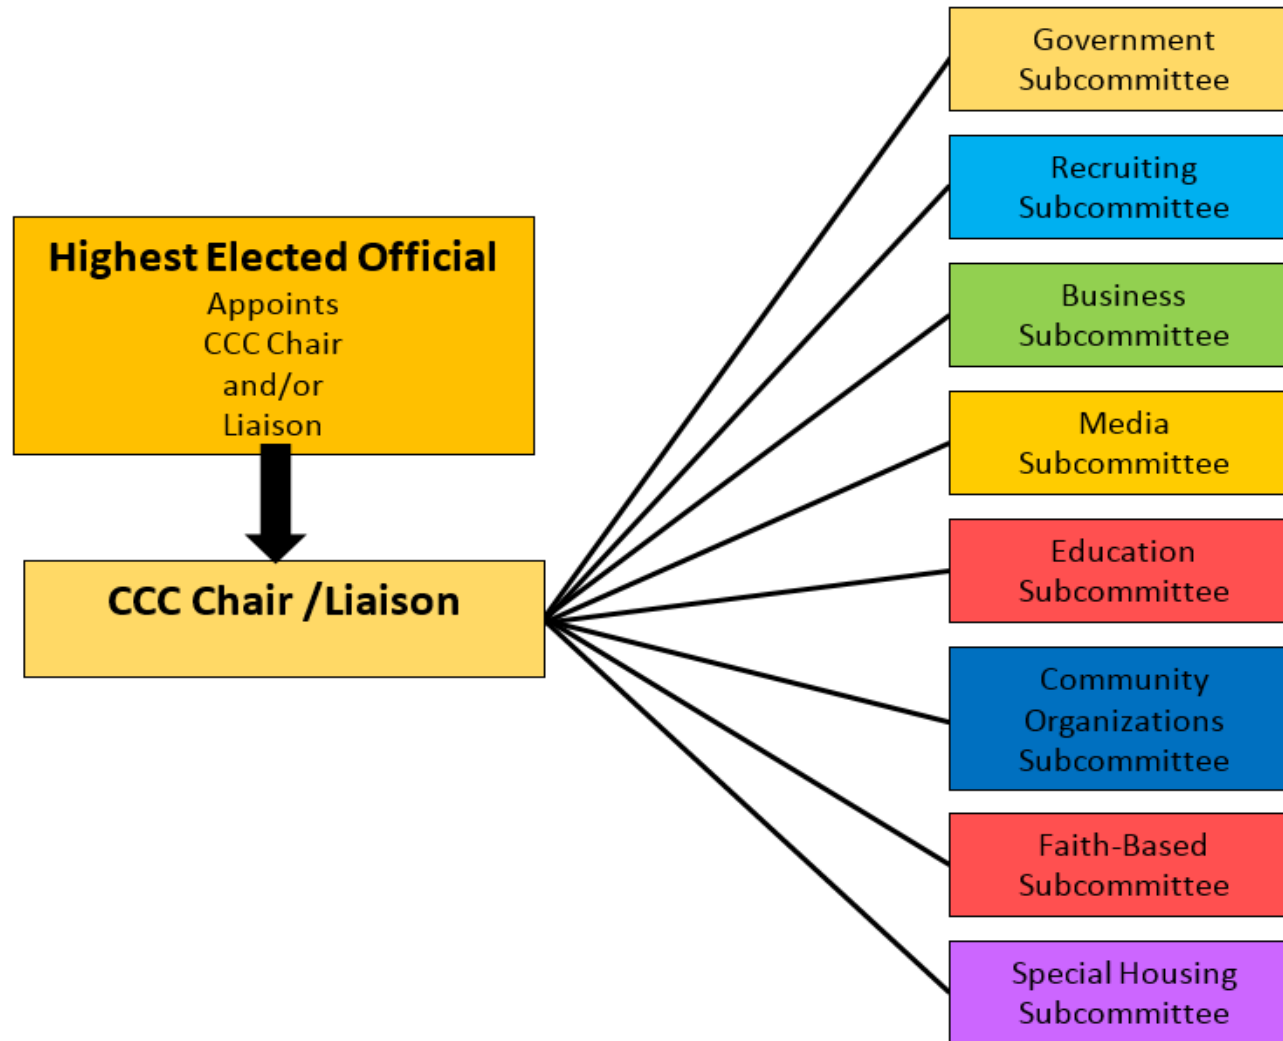 Highest Elected Official
Appoints
CCC Chair
and/or
Liaison
CCC Chair /Liaison
Government
Subcommittee
Recruiting
Subcommittee
Business
Subcommittee
Media
Subcommittee
Education
Subcommittee
Community
Organizations
Subcommittee
Faith-Based
Subcommittee
Special Housing
Subcommittee